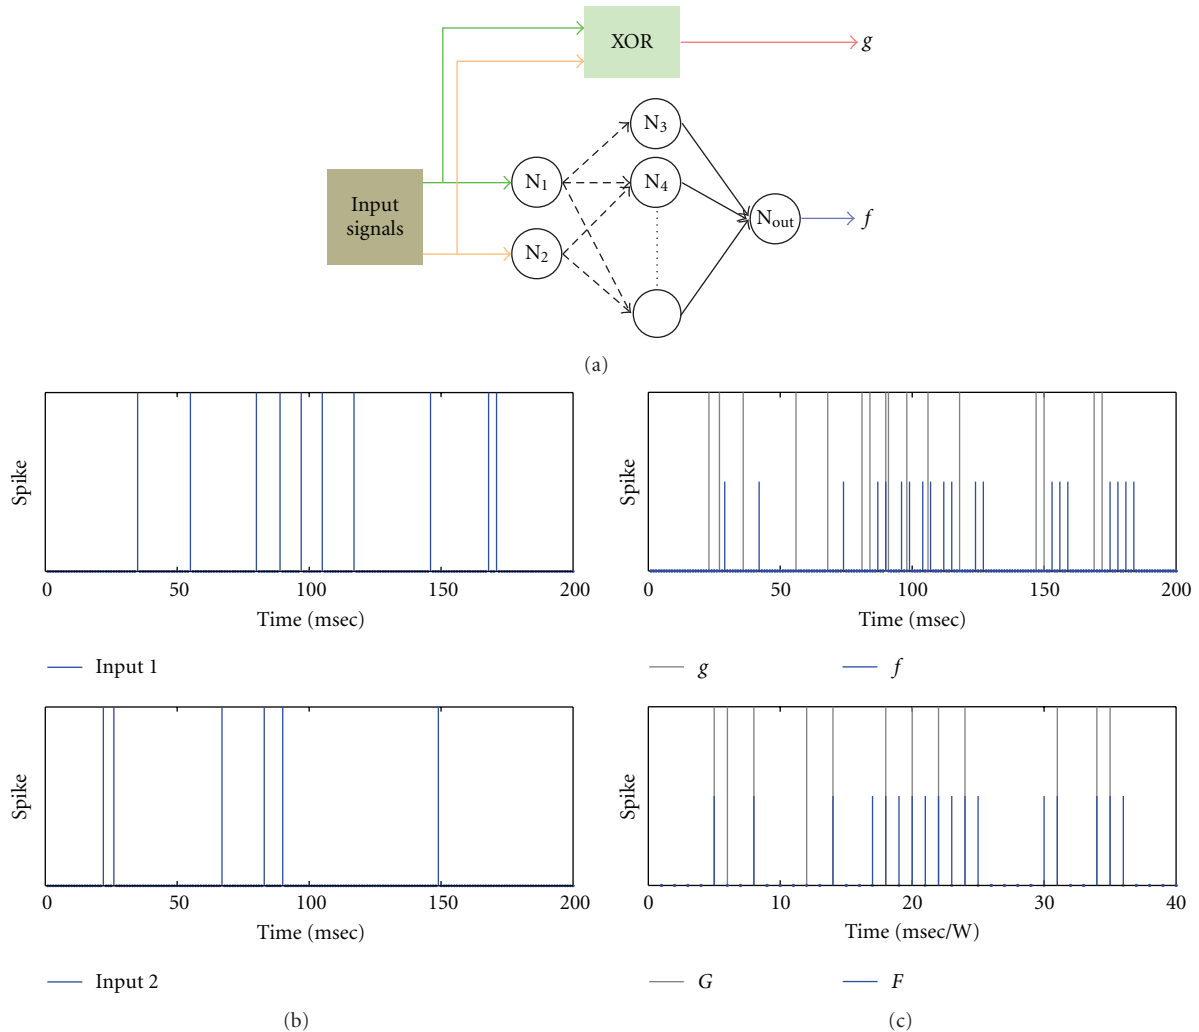 XOR
g
N3
N1
N4
Input
signals
Nout
f
N2
(a)
Spike
0
50
100
150
200
Time (msec)
Input 1
Spike
0
50
100
150
200
Time (msec)
g
f
Spike
0
50
100
150
200
Time (msec)
Input 2
(b)
Spike
0
10
20
30
40
Time (msec/W)
G
F
(c)